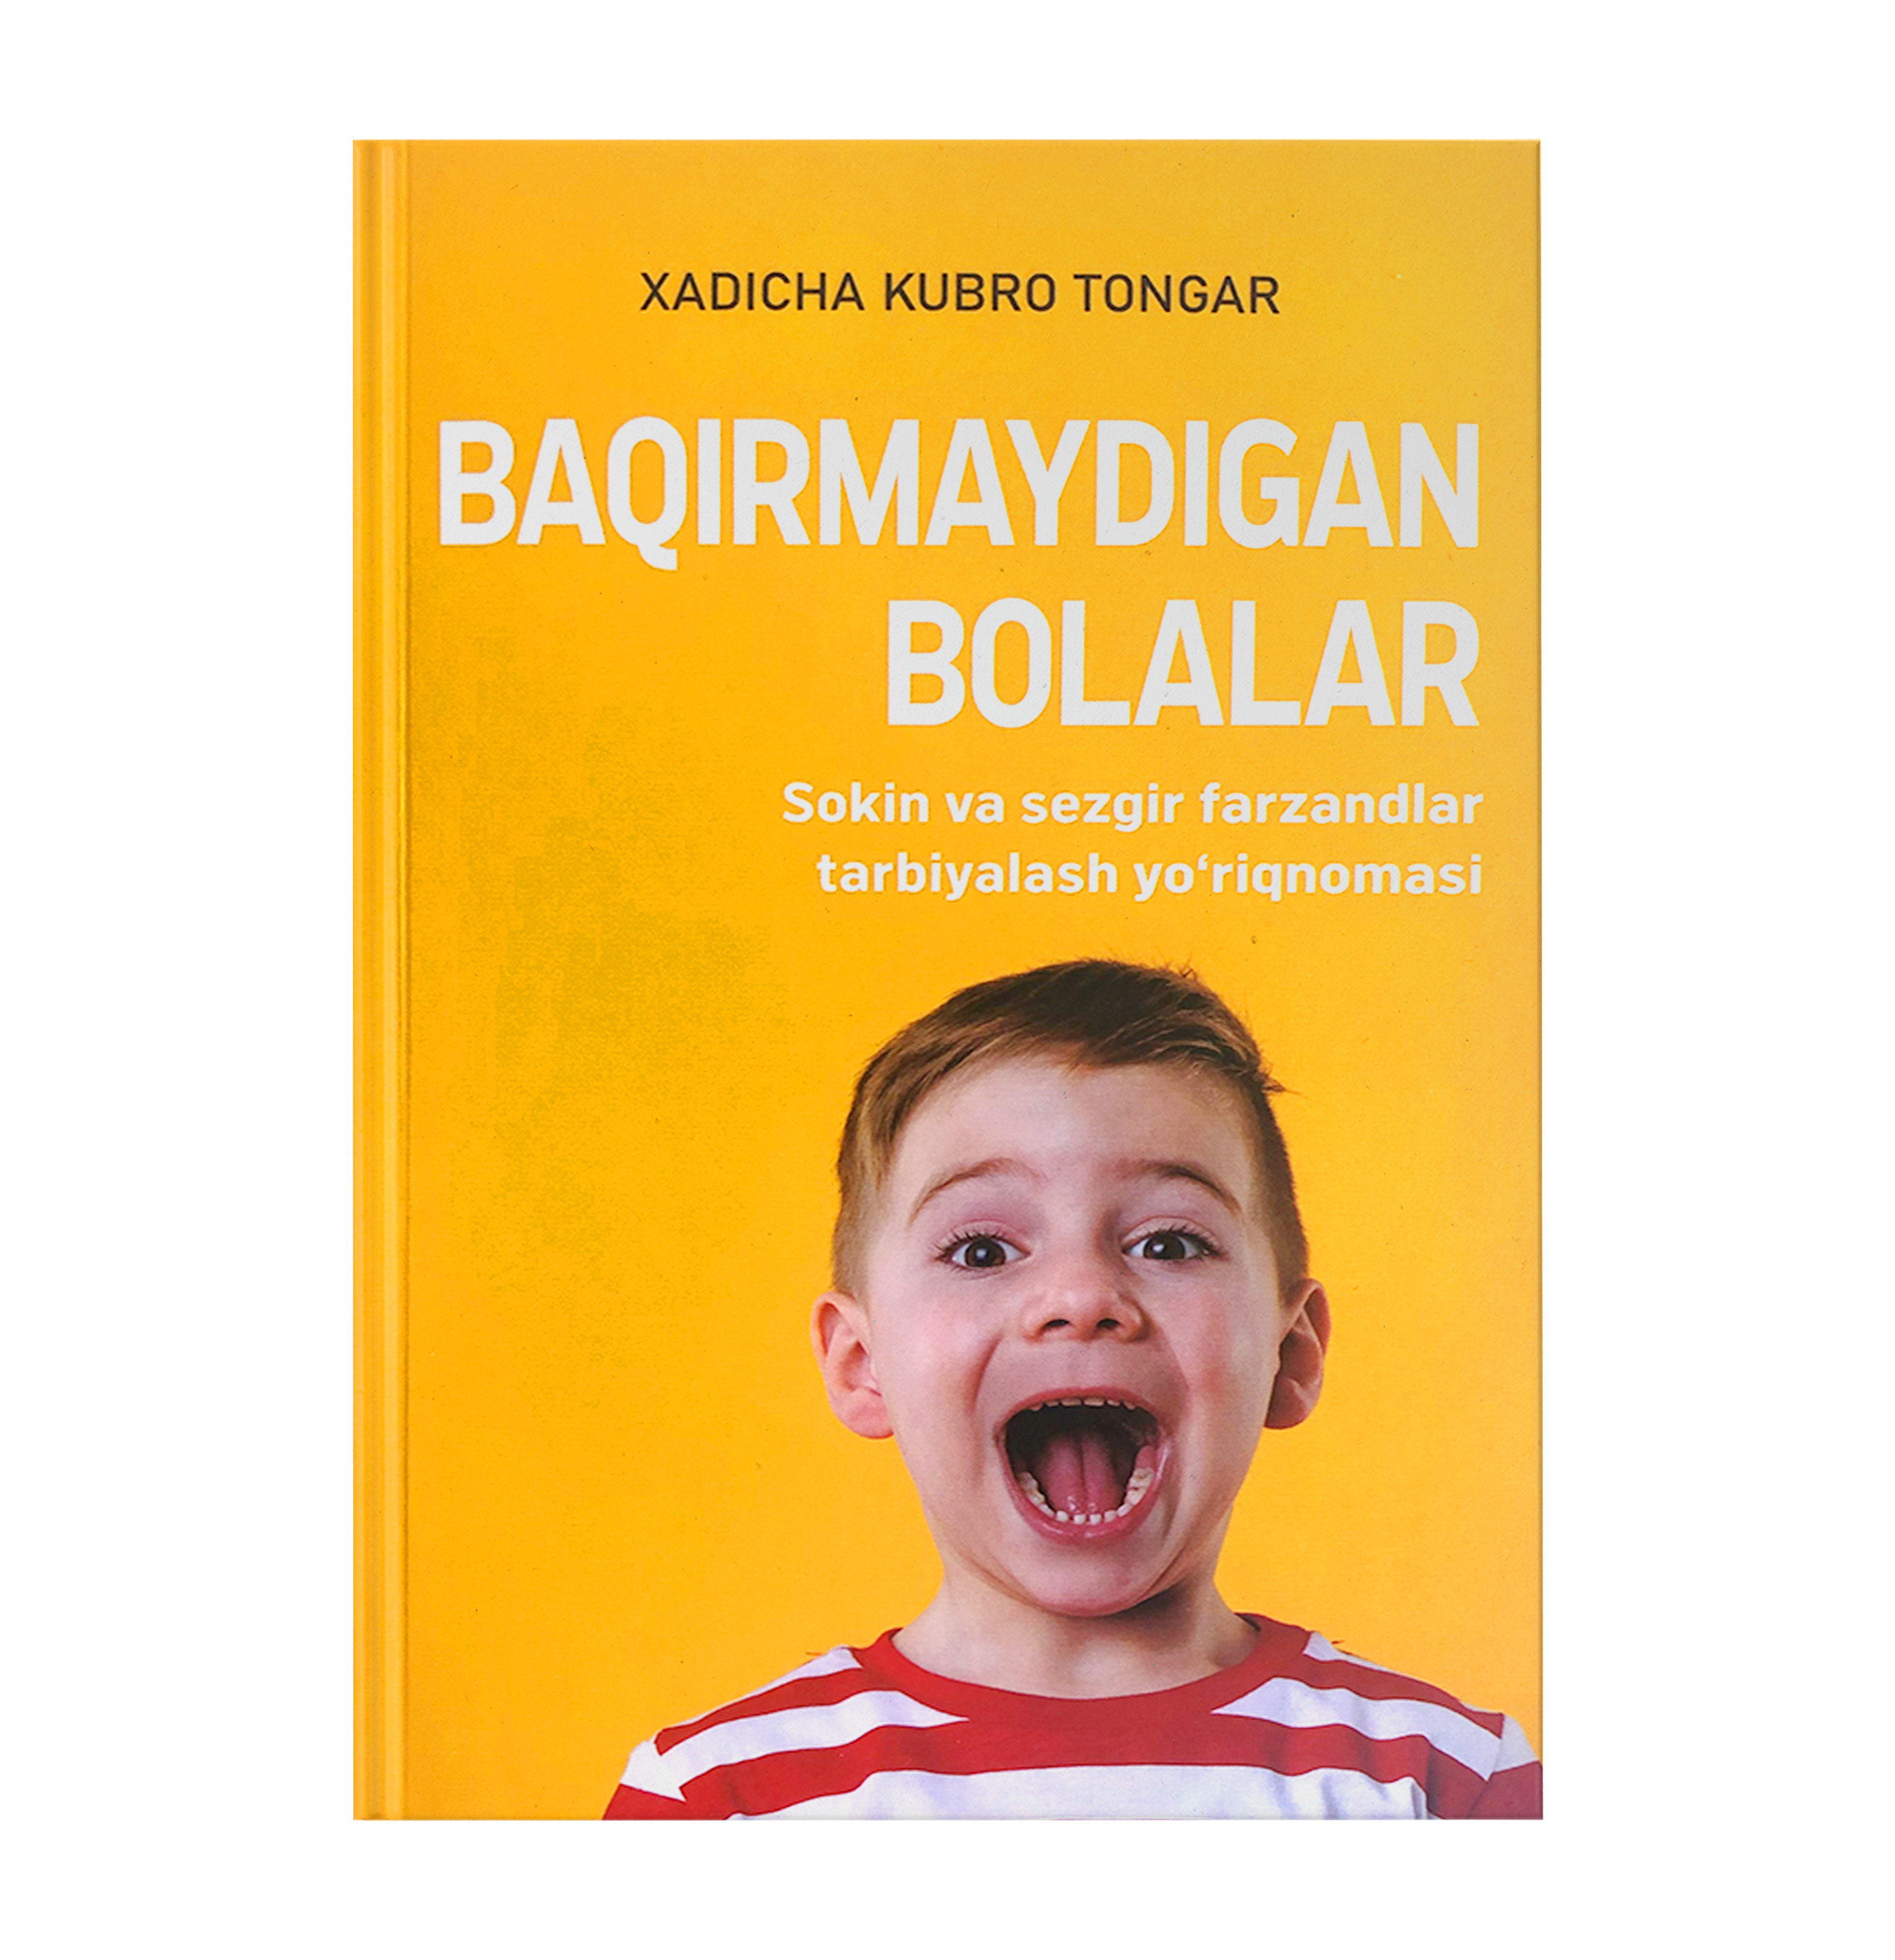 XADICHA KUBRO TONGAR
BAQIRMAYDIGAN
BOLALAR
Sokin va sezgir farzandlar
tarbiyalash yo‘riqnomasi